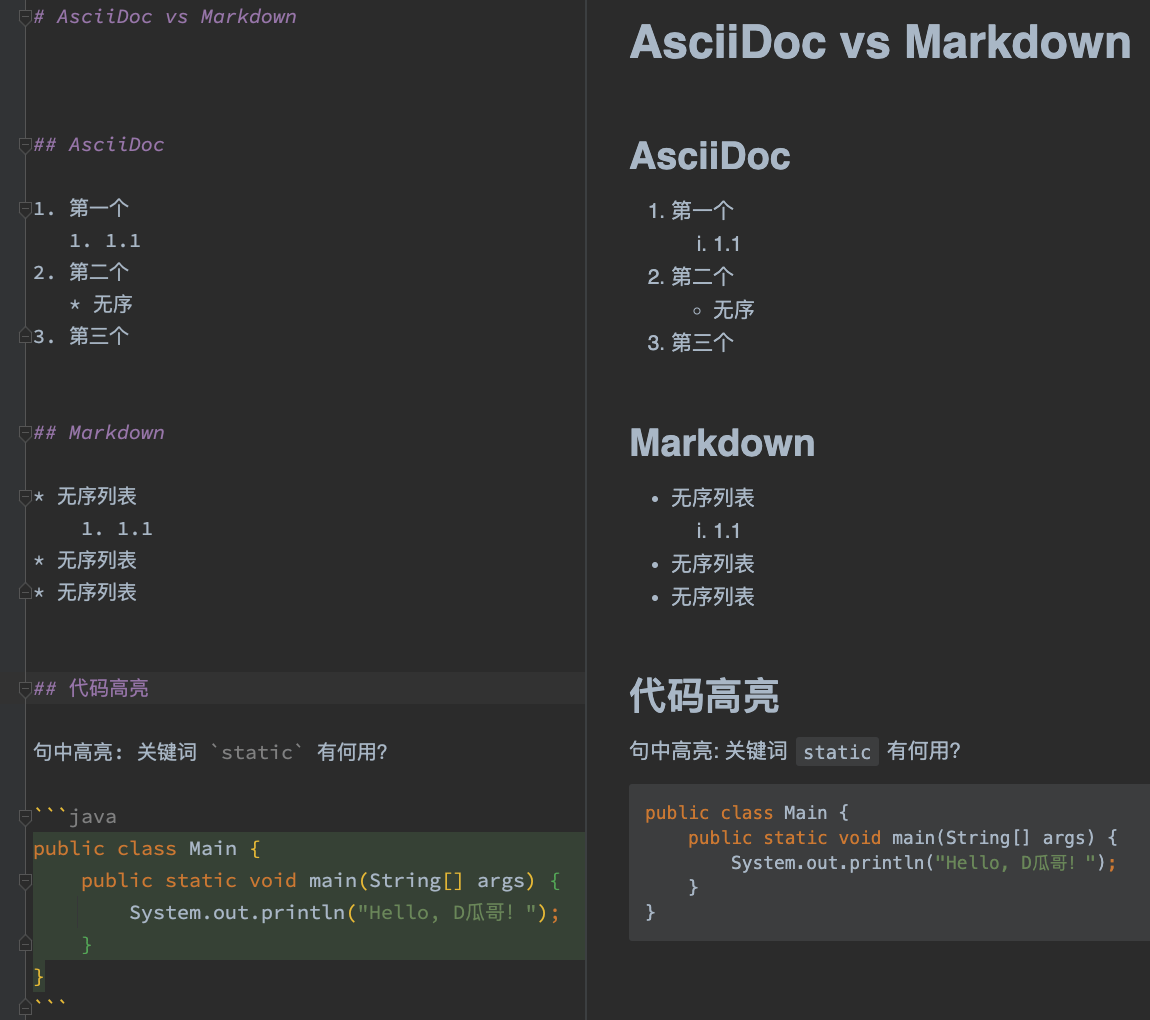 # AsciiDoc vs Markdown
## AsciiDoc
1. 第一个
   1. 1.1
2. 第二个
   * 无序
3. 第三个
## Markdown
* 无序列表
    1. 1.1
* 无序列表
* 无序列表
## 代码高亮
句中高亮: 关键词 `static` 有何用?
```java
public class Main {
    public static void main(String[] args) {
        System.out.println("Hello, D瓜哥! ");
    }
}
```
AsciiDoc vs Markdown
AsciiDoc
1. 第一个
i. 1.1
2. 第二个
◦ 无序
3. 第三个
Markdown
• 无序列表
i. 1.1
• 无序列表
• 无序列表
代码高亮
句中高亮: 关键词 static 有何用?
public class Main {
    public static void main(String[] args) {
        System.out.println("Hello, D瓜哥! ");
    }
}